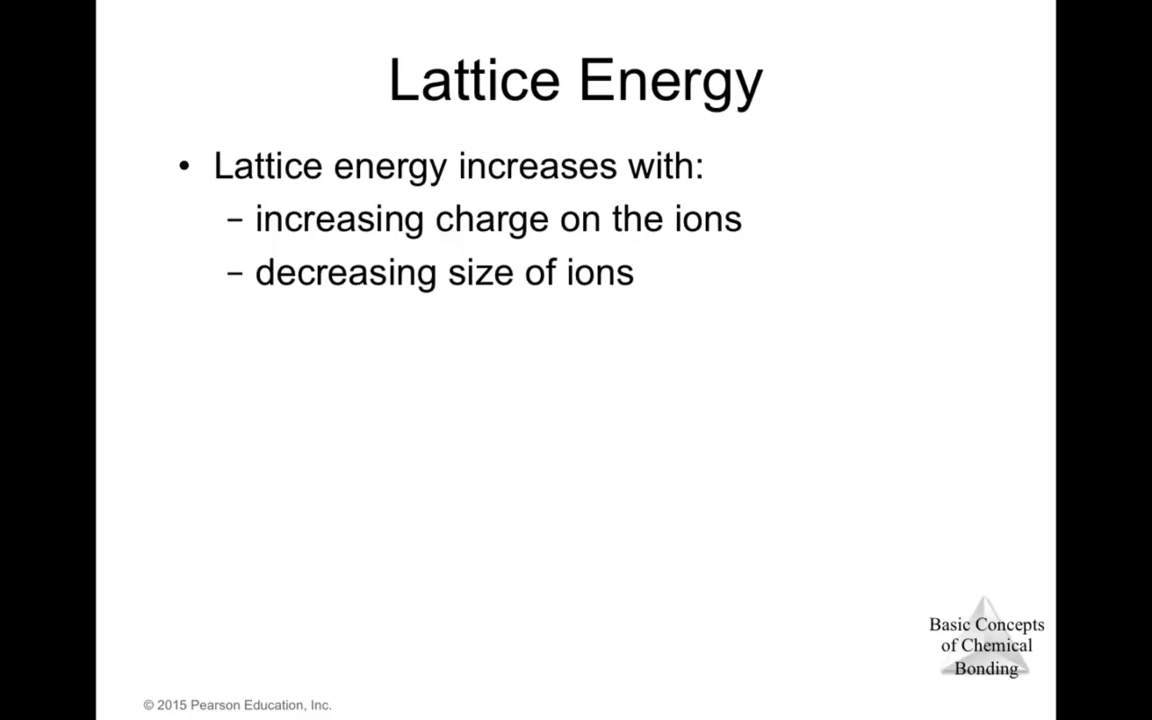 Lattice Energy
• Lattice energy increases with:
– increasing charge on the ions
– decreasing size of ions
Basic Concepts
of Chemical
Bonding
© 2015 Pearson Education, Inc.